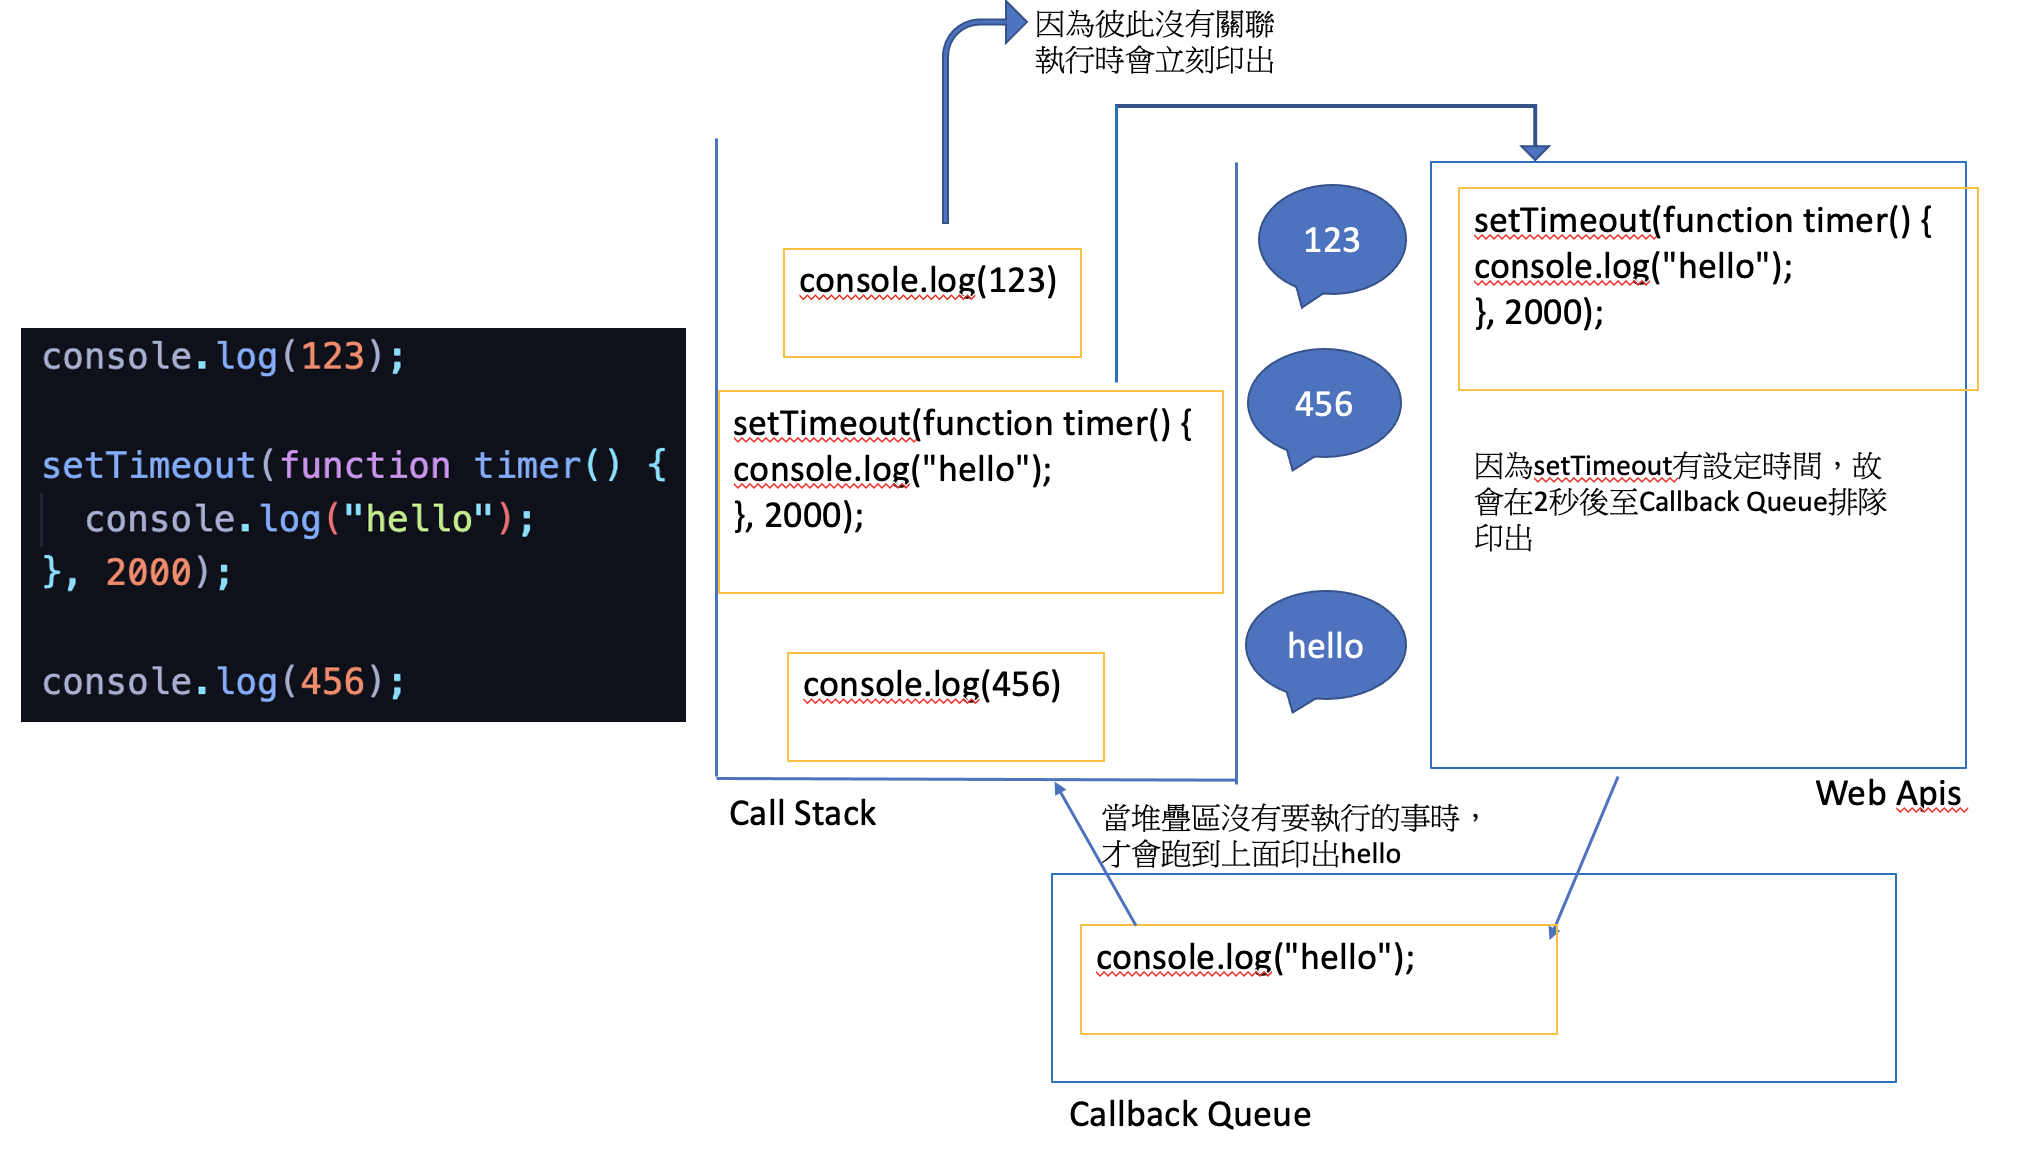 因為彼此沒有關聯
執行時會立刻印出
console.log(123);
setTimeout(function timer() {
console.log("hello");
}, 2000);
console.log(456);
console.log(123)
setTimeout(function timer() {
console.log("hello");
}, 2000);
console.log(456)
Call Stack
123
456
hello
setTimeout(function timer() {
console.log("hello");
}, 2000);
因為setTimeout有設定時間，故
會在2秒後至Callback Queue排隊
印出
Web Apis
當堆疊區沒有要執行的事時，
才會跑到上面印出hello
console.log("hello");
Callback Queue